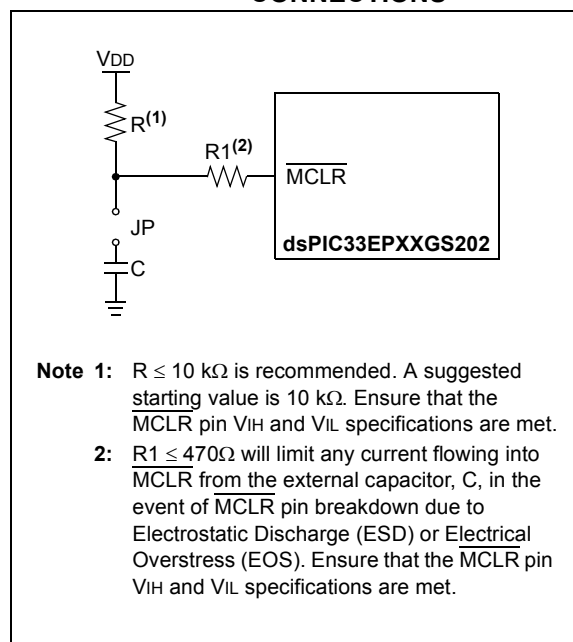 CONNECTIONS
VDD
R(1)
R1(2)
MCLR
JP
C
dsPIC33EPXXGS202
Note 1: R ≤ 10 kΩ is recommended. A suggested
starting value is 10 kΩ. Ensure that the
MCLR pin VIH and VIL specifications are met.
2: R1 ≤ 470Ω will limit any current flowing into
MCLR from the external capacitor, C, in the
event of MCLR pin breakdown due to
Electrostatic Discharge (ESD) or Electrical
Overstress (EOS). Ensure that the MCLR pin
VIH and VIL specifications are met.